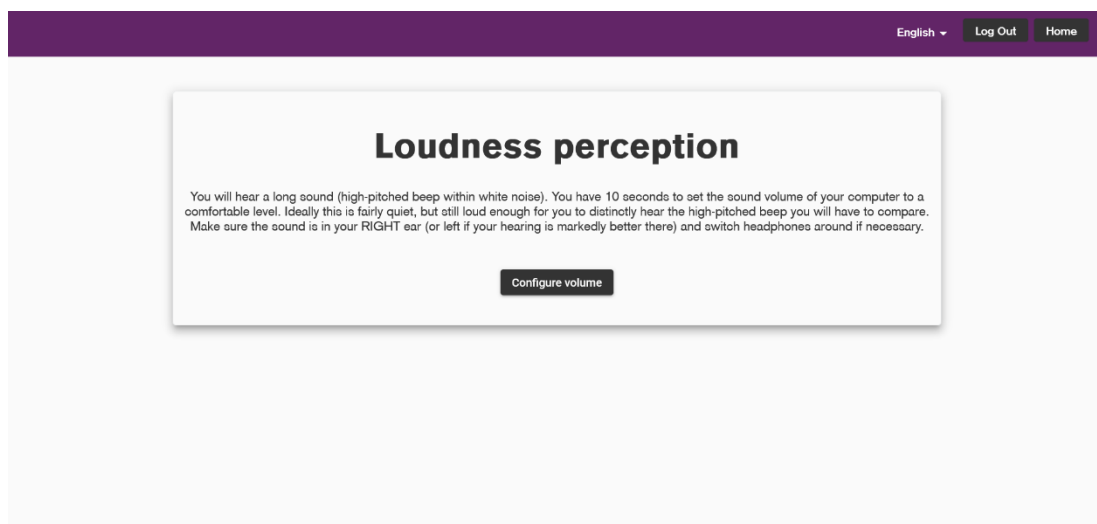 English
Log Out
Home
Loudness perception
You will hear a long sound (high-pitched beep within white noise). You have 10 seconds to set the sound volume of your computer to a
comfortable level. Ideally this is fairly quiet, but still loud enough for you to distinctly hear the high-pitched beep you will have to compare.
Make sure the sound is in your RIGHT ear (or left if your hearing is markedly better there) and switch headphones around if necessary.
Configure volume